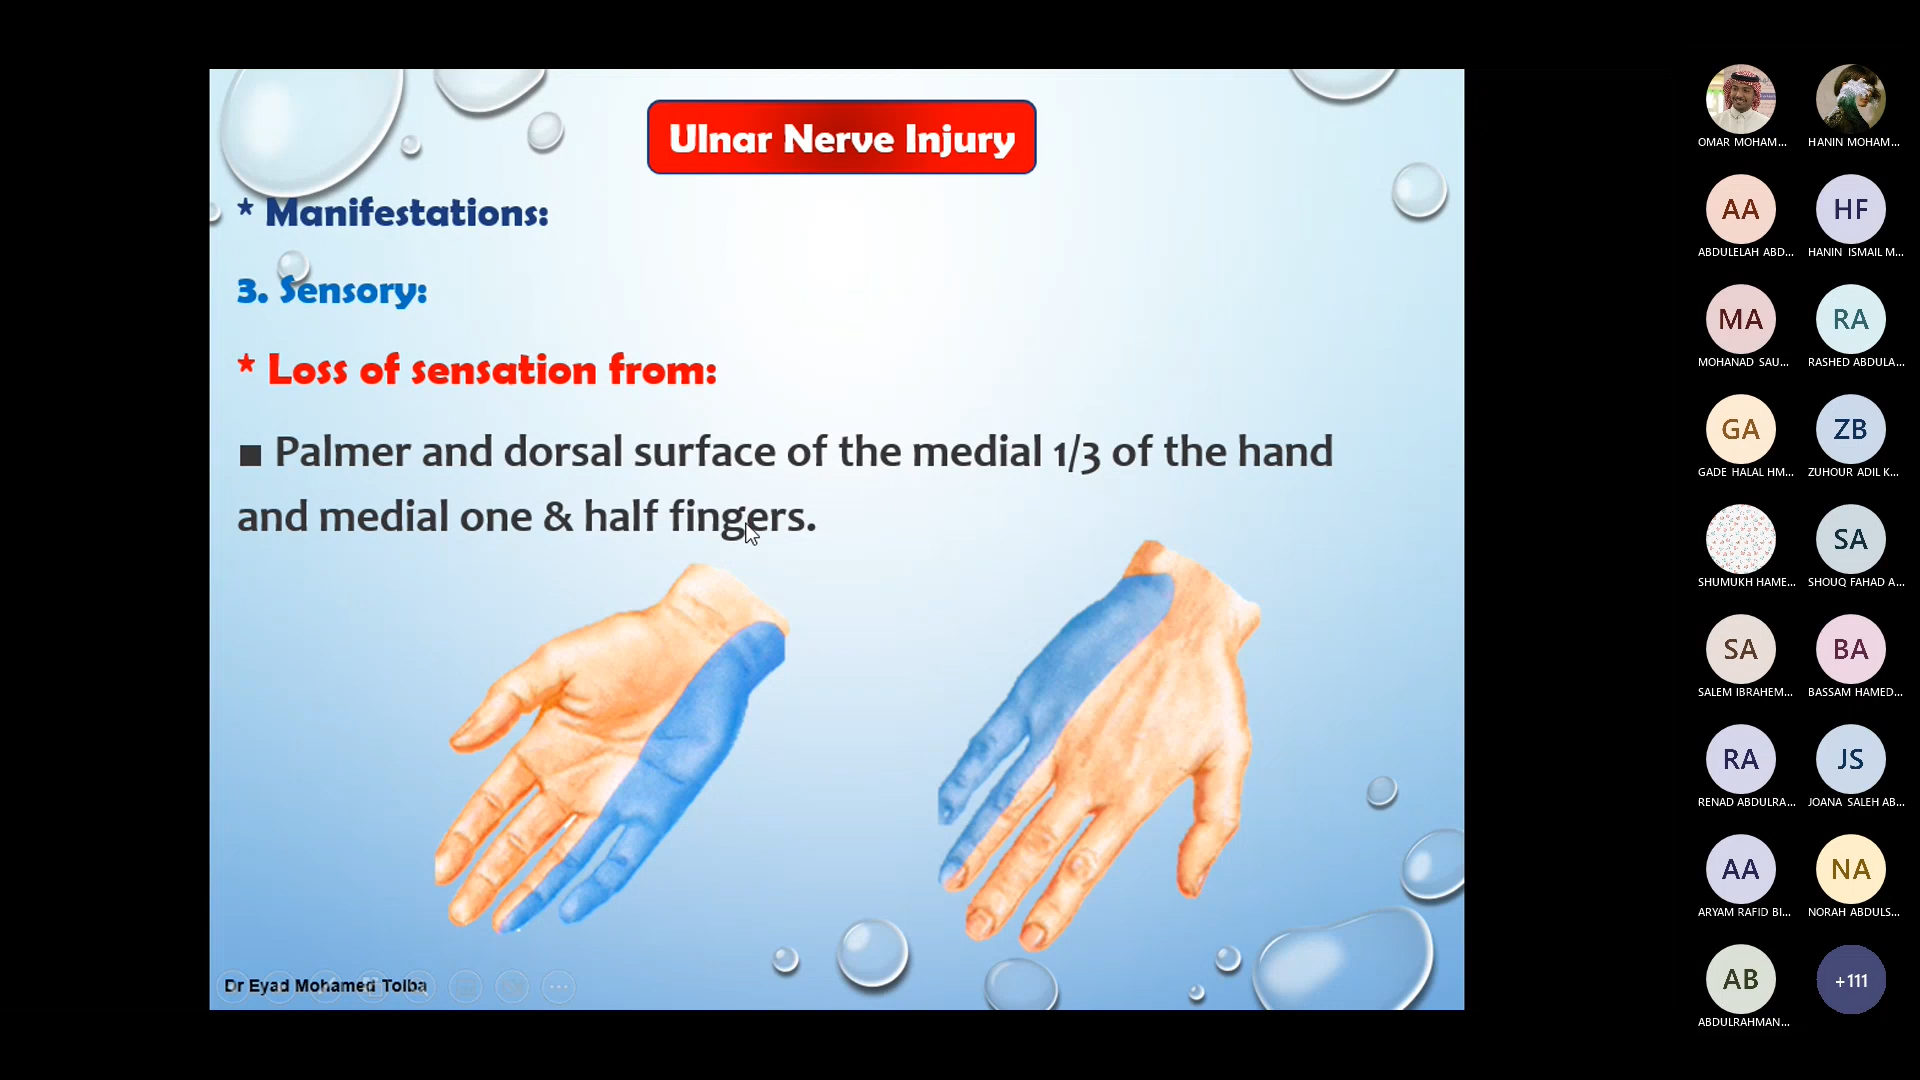 Ulnar Nerve Injury
* Manifestations:
3. Sensory:
* Loss of sensation from:
■ Palmer and dorsal surface of the medial 1/3 of the hand
and medial one & half fingers.
Dr Eyad Mohamed Tolba
OMAR MOHAM...
HANIN MOHAM...
AA
HF
ABDULELAH ABD...
HANIN ISMAIL M...
MA
RA
MOHANAD SAU...
RASHED ABDULA...
GA
ZB
GADE HALAL HM...
ZUHOUR ADIL K...
SA
SHUMUKH HAME...
SHOUQ FAHAD A...
SA
BA
SALEM IBRAHEM...
BASSAM HAMED...
RA
JS
RENAD ABDULRA...
JOANA SALEH AB...
AA
NA
ARYAM RAFID BI...
NORAH ABDULS...
AB
+111
ABDULRAHMAN...